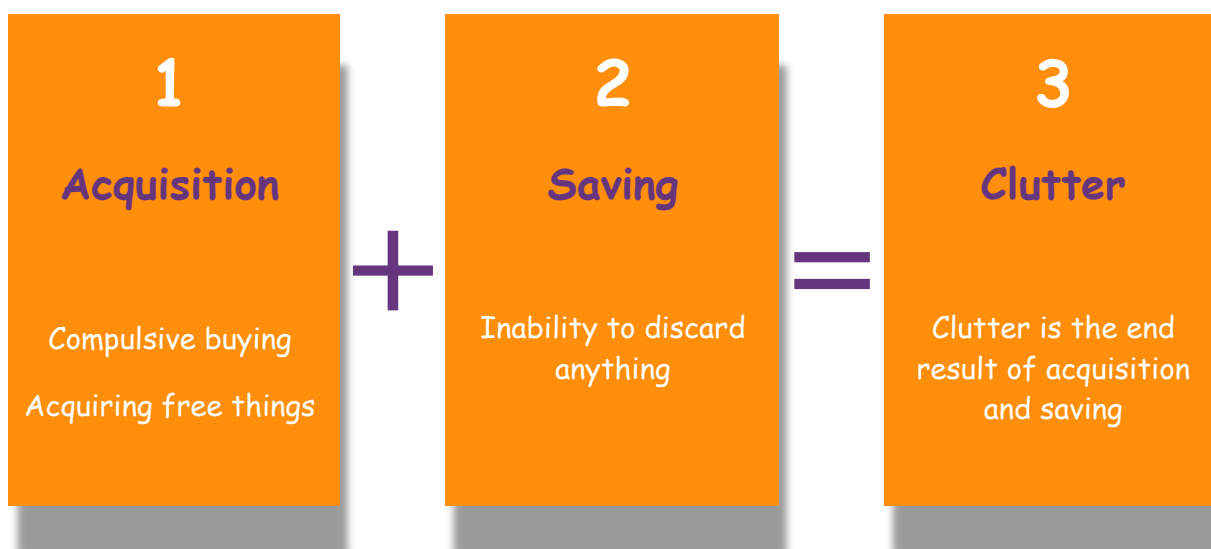 1
Acquisition
Compulsive buying
Acquiring free things
+
2
Saving
Inability to discard
anything
=
3
Clutter
Clutter is the end
result of acquisition
and saving